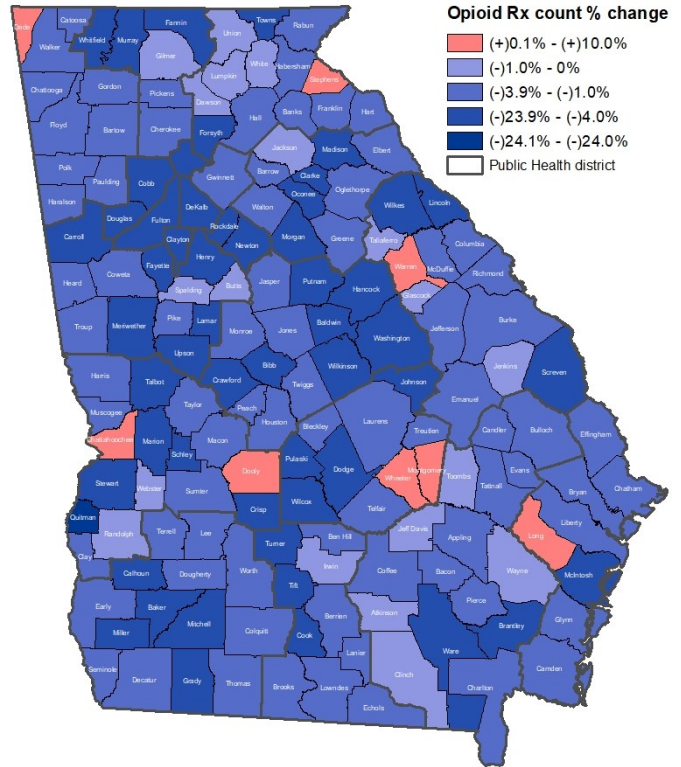 Opioid Rx count % change
(+)0.1% - (+)10.0%
(-)1.0% - 0%
(-)3.9% - (-)1.0%
(-)23.9% - (-)4.0%
(-)24.1% - (-)24.0%
Public Health district
Dade
Catoosa
Fannin
Towns
Rabun
Walker
Whitfield
Murray
Union
Gilmer
White
Habersham
Lumpkin
Stephens
Chattooga
Gordon
Pickens
Dawson
Banks
Franklin
Hart
Floyd
Bartow
Cherokee
Forsyth
Hall
Jackson
Madison
Elbert
Polk
Paulding
Cobb
Gwinnett
Barrow
Clarke
Oconee
Oglethorpe
Haralson
Douglas
Fulton
DeKalb
Walton
Wilkes
Lincoln
Carroll
Clayton
Rockdale
Newton
Morgan
Greene
Taliaferro
Columbia
Fayette
Henry
Warren
McDuffie
Richmond
Heard
Coweta
Spalding
Butts
Jasper
Putnam
Hancock
Glascock
Troup
Meriwether
Pike
Lamar
Monroe
Jones
Baldwin
Washington
Jefferson
Burke
Upson
Bibb
Wilkinson
Jenkins
Screven
Harris
Talbot
Crawford
Twiggs
Johnson
Emanuel
Muscogee
Taylor
Peach
Houston
Bleckley
Laurens
Treutlen
Candler
Bulloch
Effingham
Chattahoochee
Marion
Macon
Schley
Dooly
Pulaski
Dodge
Wheeler
Montgomery
Toombs
Tattnall
Evans
Bryan
Chatham
Stewart
Webster
Sumter
Crisp
Wilcox
Telfair
Quitman
Randolph
Terrell
Lee
Turner
Ben Hill
Jeff Davis
Appling
Long
Liberty
Clay
Calhoun
Dougherty
Worth
Tift
Irwin
Coffee
Bacon
Wayne
McIntosh
Early
Baker
Mitchell
Colquitt
Berrien
Atkinson
Pierce
Miller
Cook
Lanier
Ware
Brantley
Glynn
Seminole
Decatur
Grady
Thomas
Brooks
Lowndes
Echols
Clinch
Charlton
Camden